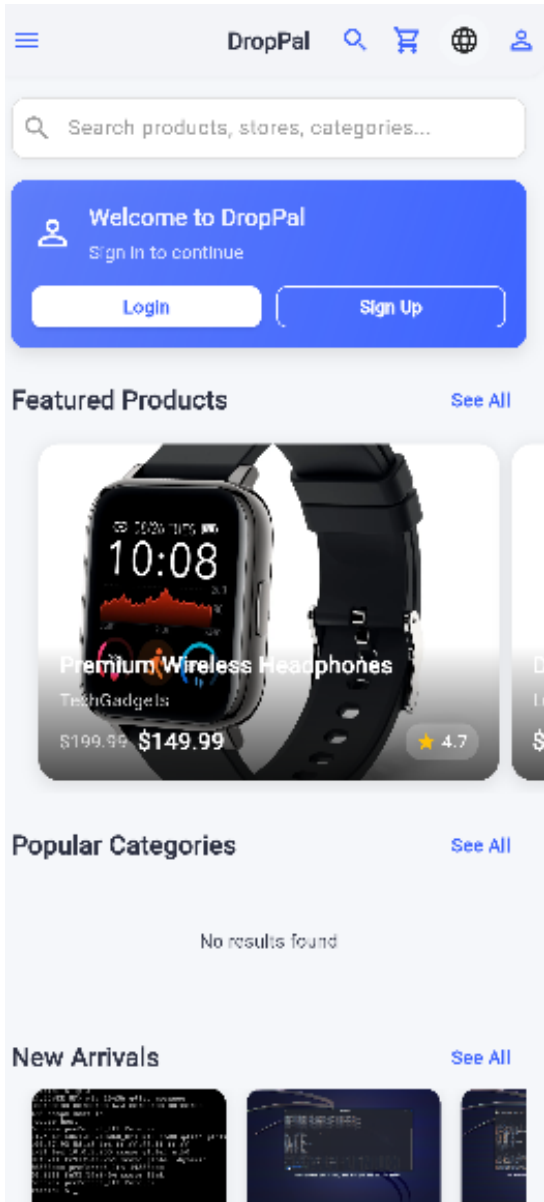 DropPal
Search products, stores, categories...
Welcome to DropPal
Sign in to continue
Login
Sign Up
Featured Products
See All
10:08
Premium Wireless Headphones
TechGadgets
$199.99 $149.99
4.7
$
Popular Categories
See All
No results found
New Arrivals
See All